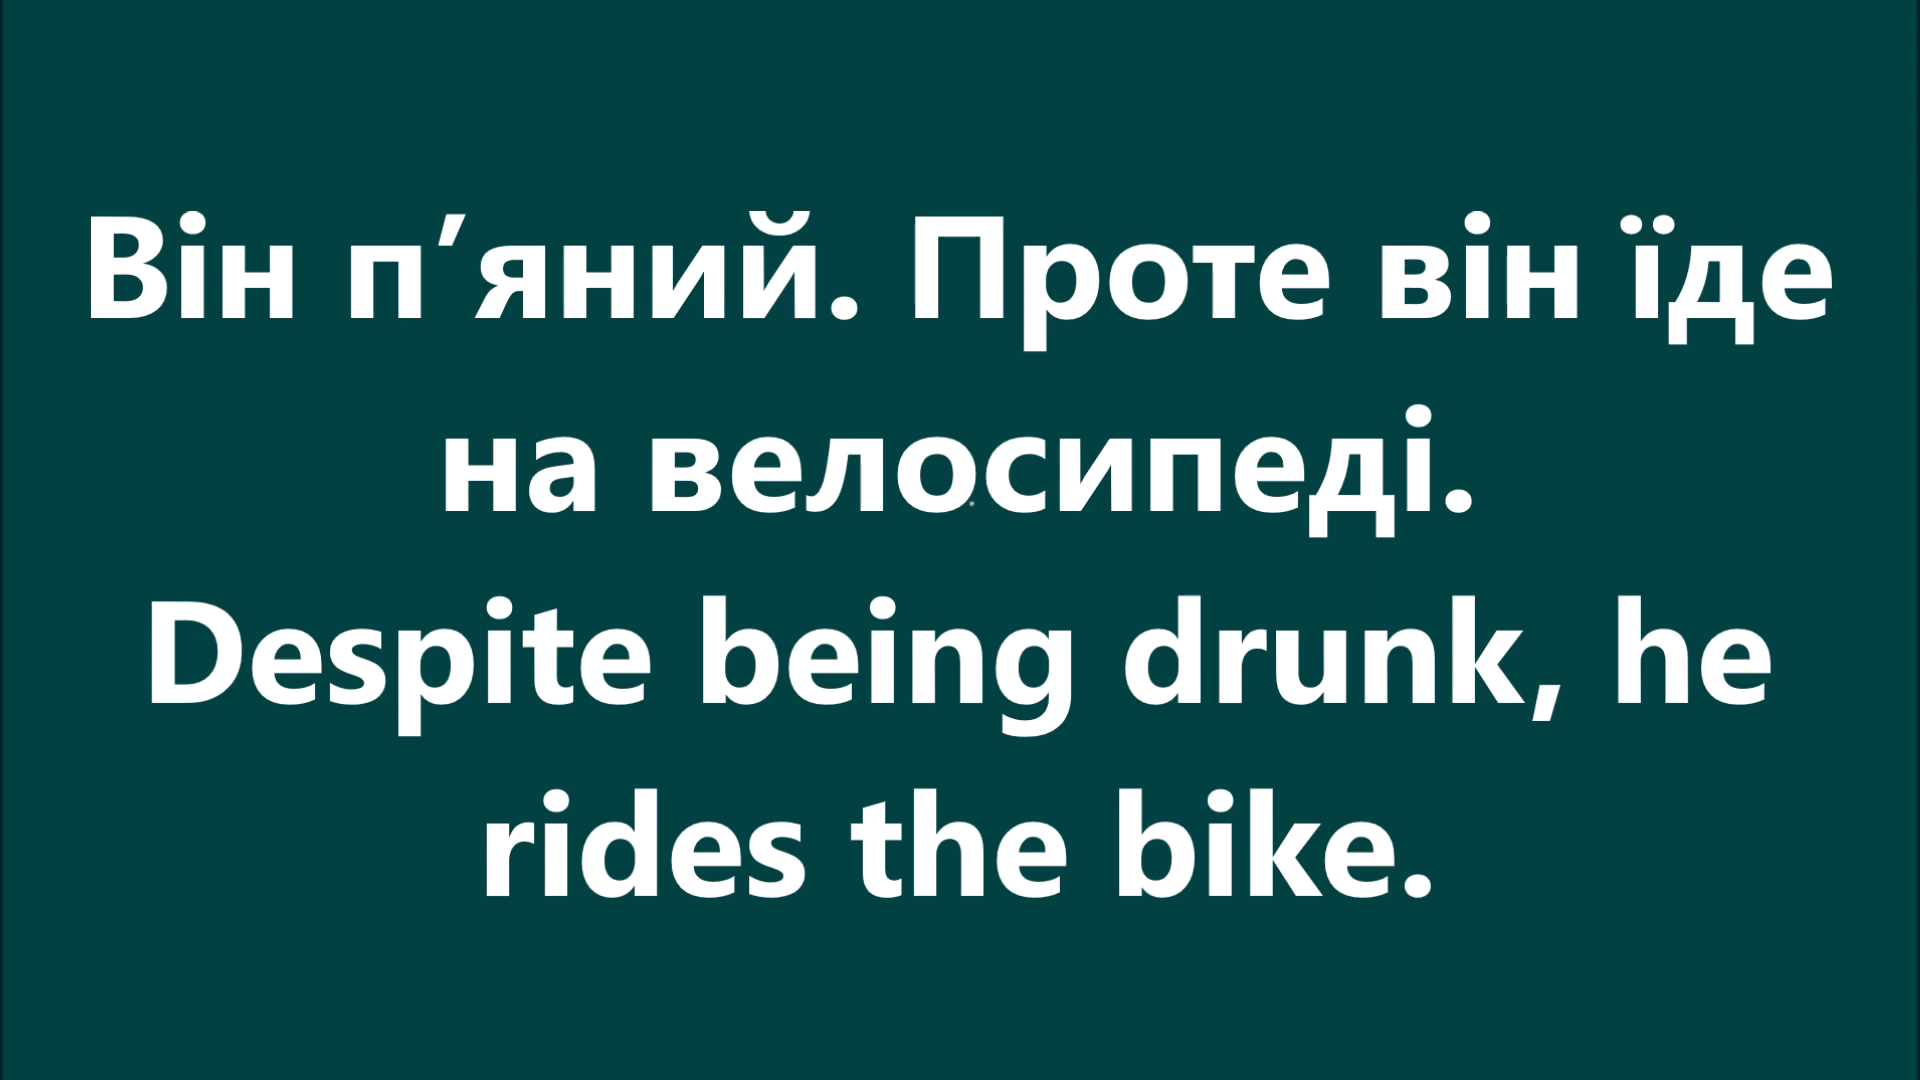 Він п’яний. Проте він їде
на велосипеді.
Despite being drunk, he
rides the bike.